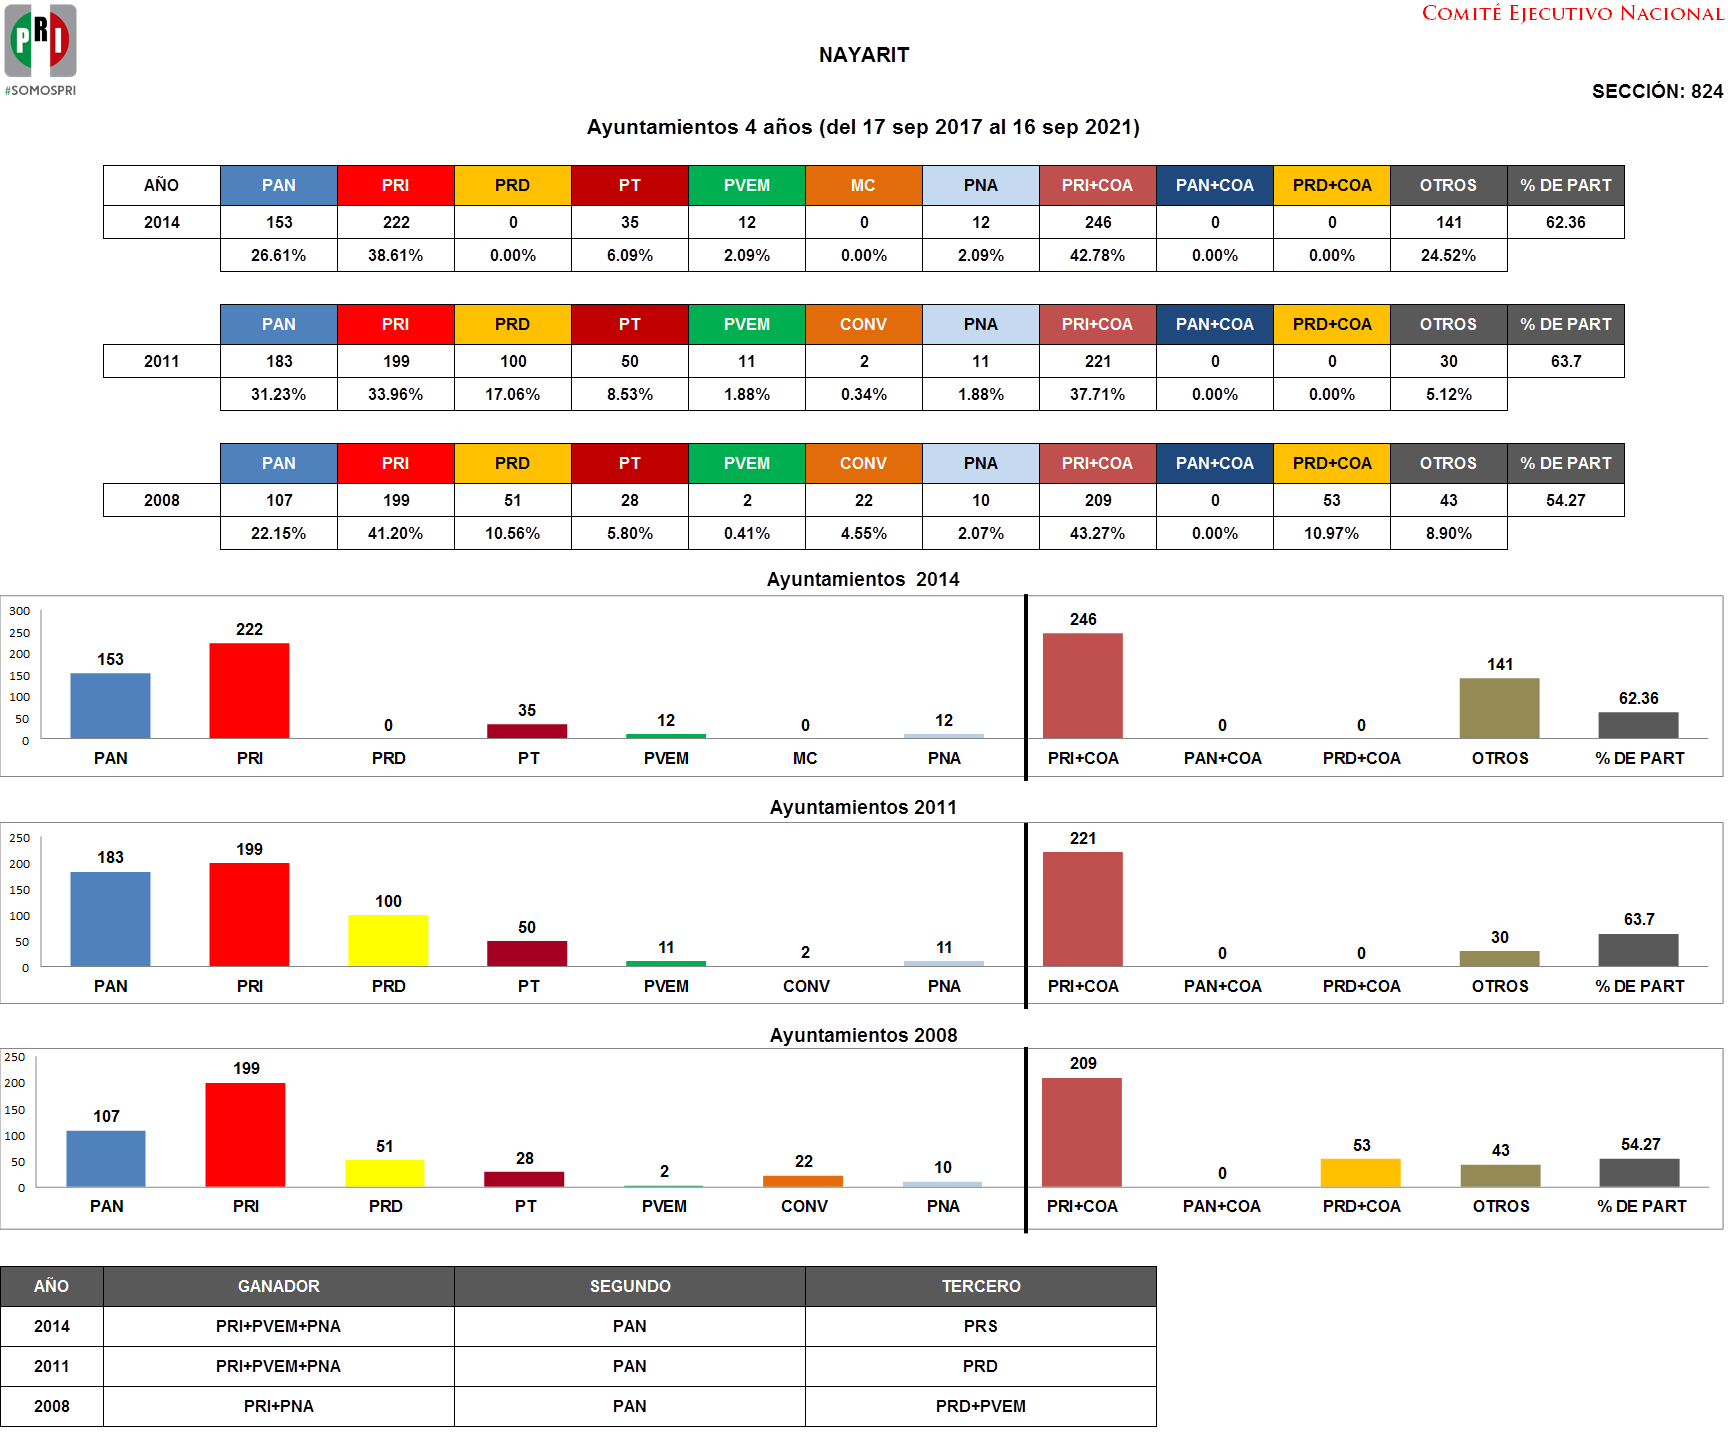 PRI
#SOMOSPRI
COMITÉ EJECUTIVO NACIONAL
NAYARIT
SECCIÓN: 824
Ayuntamientos 4 años (del 17 sep 2017 al 16 sep 2021)
AÑO PAN PRI PRD PT PVEM MC PNA PRI+COA PAN+COA PRD+COA OTROS % DE PART
2014 153 222 0 35 12 0 12 246 0 0 141 62.36
26.61% 38.61% 0.00% 6.09% 2.09% 0.00% 2.09% 42.78% 0.00% 0.00% 24.52%
PAN PRI PRD PT PVEM CONV PNA PRI+COA PAN+COA PRD+COA OTROS % DE PART
2011 183 199 100 50 11 2 11 221 0 0 30 63.7
31.23% 33.96% 17.06% 8.53% 1.88% 0.34% 1.88% 37.71% 0.00% 0.00% 5.12%
PAN PRI PRD PT PVEM CONV PNA PRI+COA PAN+COA PRD+COA OTROS % DE PART
2008 107 199 51 28 2 22 10 209 0 53 43 54.27
22.15% 41.20% 10.56% 5.80% 0.41% 4.55% 2.07% 43.27% 0.00% 10.97% 8.90%
Ayuntamientos 2014
300
250
200
150
100
50
0
153 222 0 35 12 0 12 246 0 0 141 62.36
PAN PRI PRD PT PVEM MC PNA PRI+COA PAN+COA PRD+COA OTROS % DE PART
Ayuntamientos 2011
250
200
150
100
50
0
183 199 100 50 11 2 11 221 0 0 30 63.7
PAN PRI PRD PT PVEM CONV PNA PRI+COA PAN+COA PRD+COA OTROS % DE PART
Ayuntamientos 2008
250
200
150
100
50
0
107 199 51 28 2 22 10 209 0 53 43 54.27
PAN PRI PRD PT PVEM CONV PNA PRI+COA PAN+COA PRD+COA OTROS % DE PART
AÑO GANADOR SEGUNDO TERCERO
2014 PRI+PVEM+PNA PAN PRS
2011 PRI+PVEM+PNA PAN PRD
2008 PRI+PNA PAN PRD+PVEM